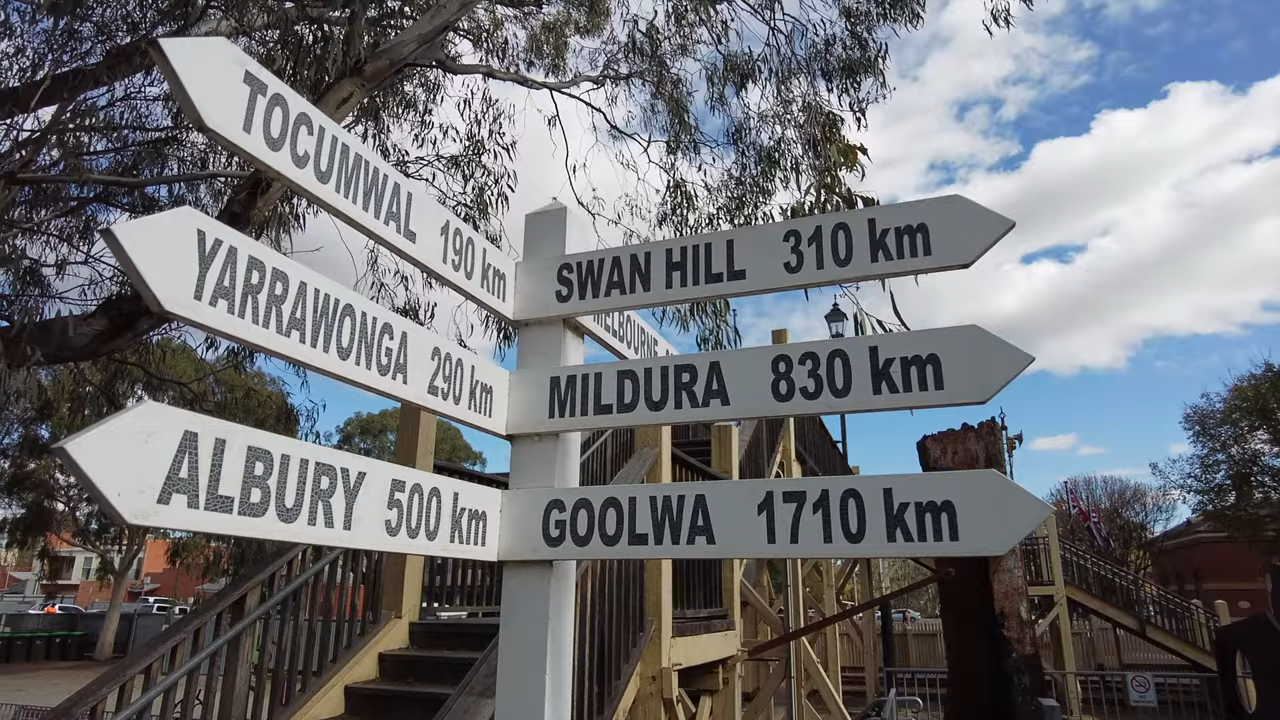 TOCUMWAL 190 km
YARRAWONGA 290 km
ALBURY 500 km
SWAN HILL 310 km
MELBOURNE
MILDURA 830 km
GOOLWA 1710 km